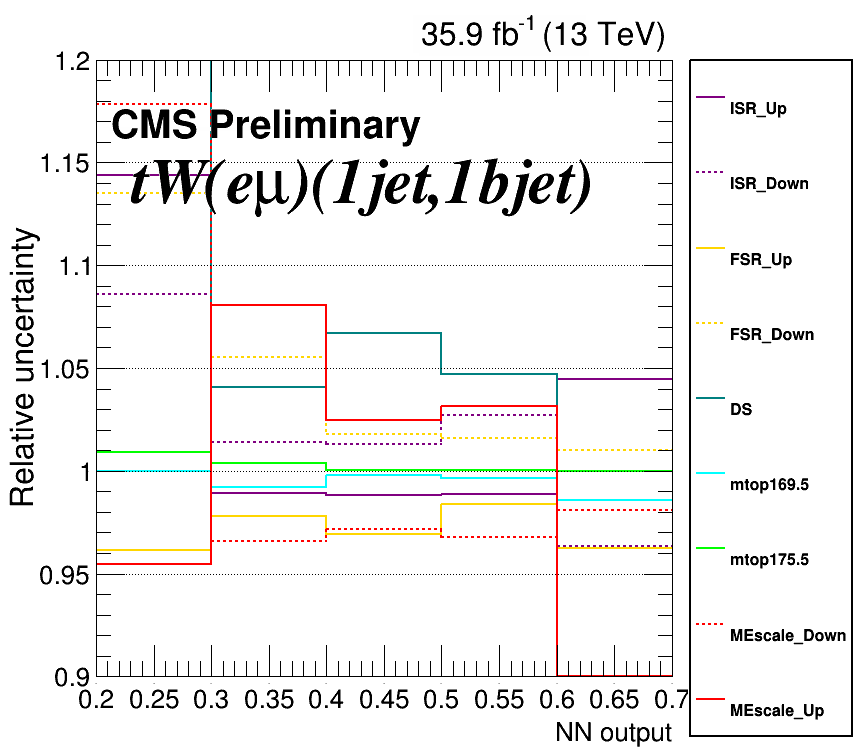 35.9 fb⁻¹ (13 TeV)
CMS Preliminary
tW(eμ)(1jet,1bjet)
Relative uncertainty
1.2
1.15
1.1
1.05
1
0.95
0.9
0.2 0.25 0.3 0.35 0.4 0.45 0.5 0.55 0.6 0.65 0.7
NN output
ISR_Up
ISR_Down
FSR_Up
FSR_Down
DS
mtop169.5
mtop175.5
MEscale_Down
MEscale_Up